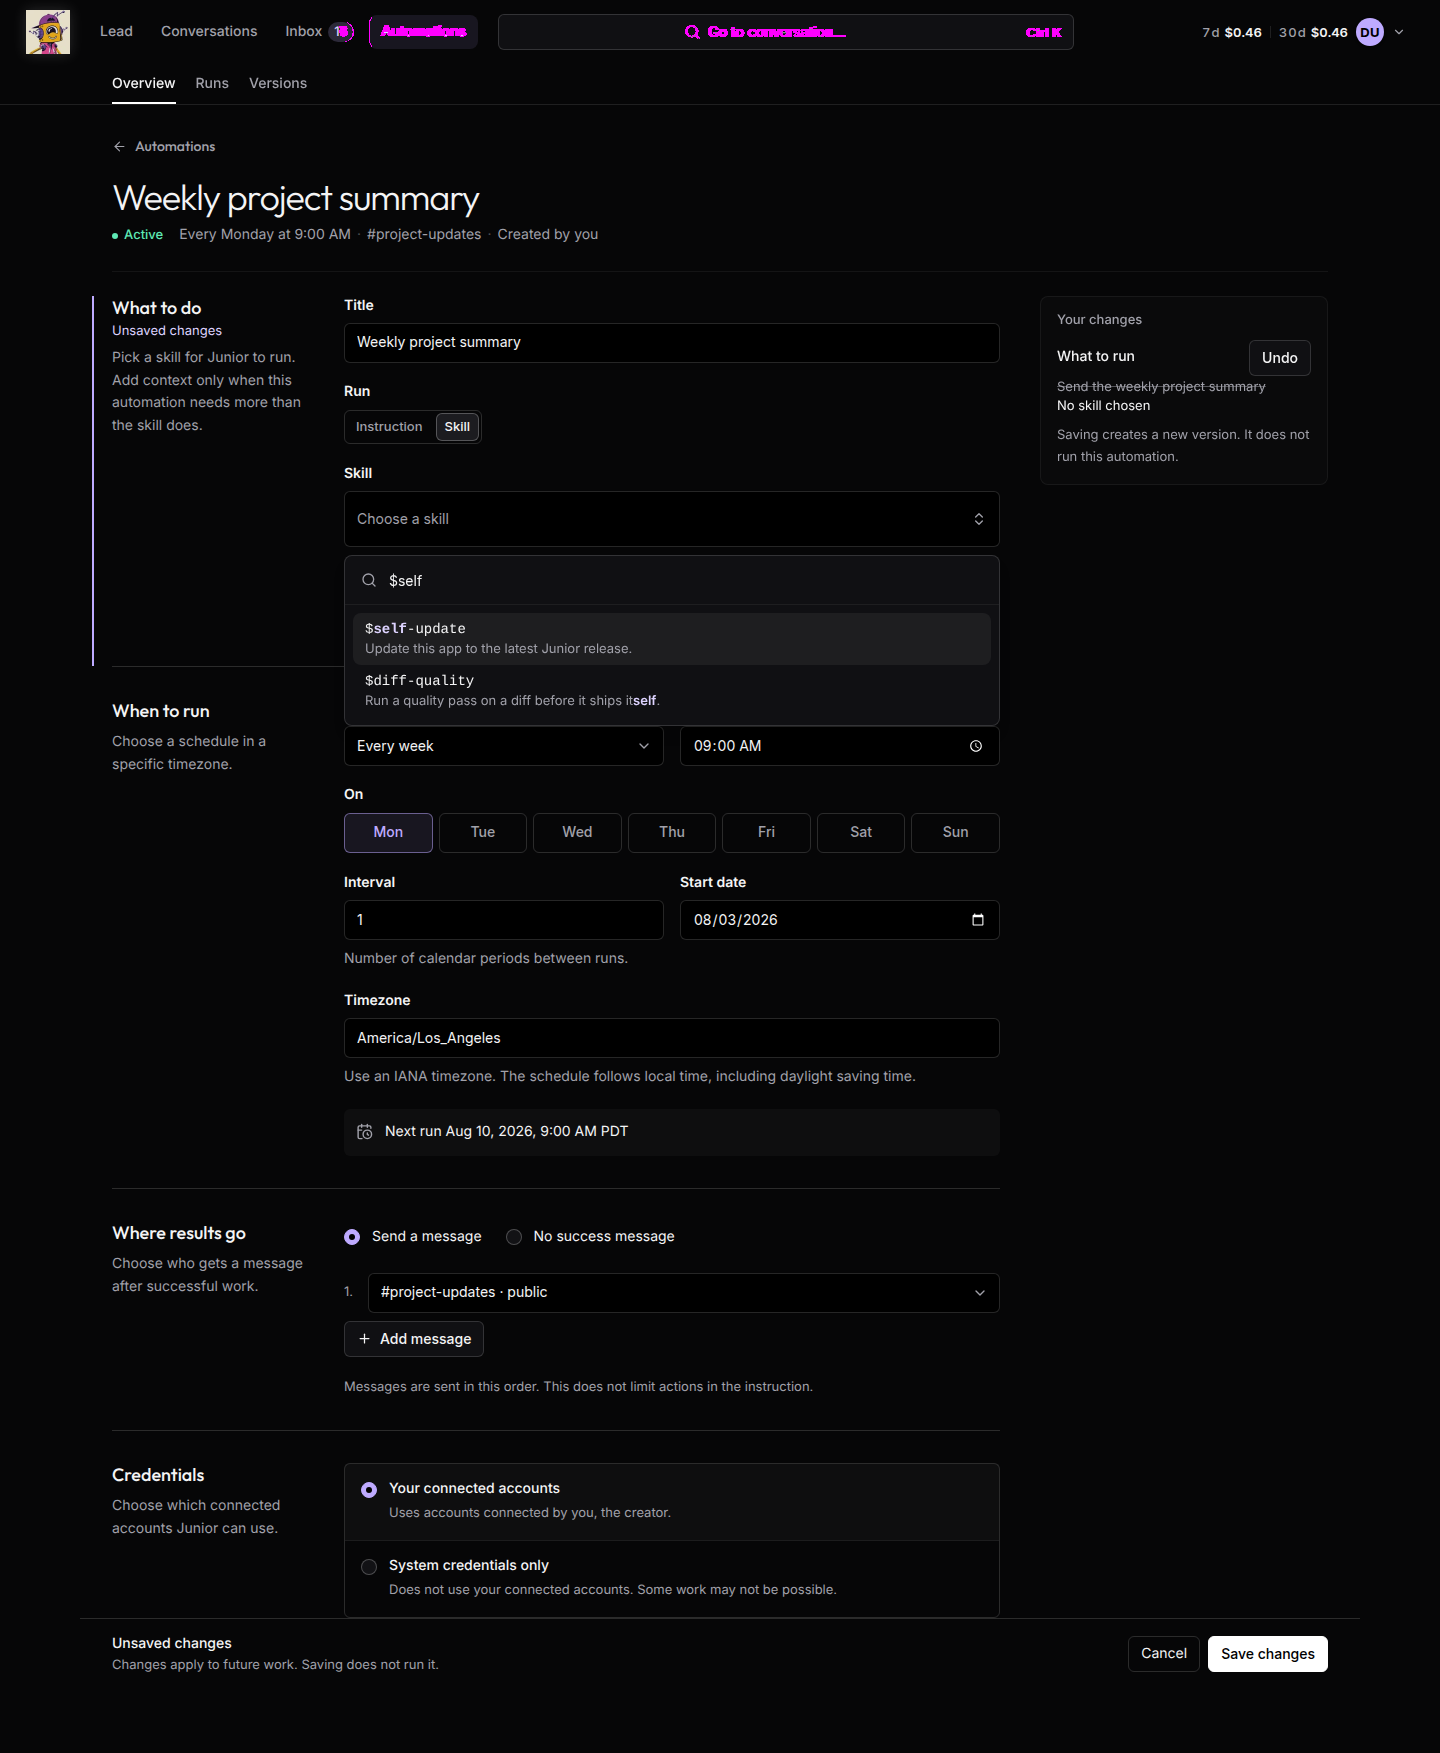 Lead
Conversations
Inbox
Automations
Go to conversation...
Ctrl K
7d $0.46
30d $0.46
DU
Overview
Runs
Versions
Automations
Weekly project summary
Active
Every Monday at 9:00 AM · #project-updates · Created by you
What to do
Unsaved changes
Pick a skill for Junior to run.
Add context only when this
automation needs more than
the skill does.
Title
Weekly project summary
Run
Instruction
Skill
Skill
Choose a skill
$self
$self-update
Update this app to the latest Junior release.
$diff-quality
Run a quality pass on a diff before it ships itself.
Your changes
What to run
Undo
Send the weekly project summary
No skill chosen
Saving creates a new version. It does not
run this automation.
When to run
Choose a schedule in a
specific timezone.
Every week
09:00 AM
On
Mon
Tue
Wed
Thu
Fri
Sat
Sun
Interval
Start date
1
08/03/2026
Number of calendar periods between runs.
Timezone
America/Los_Angeles
Use an IANA timezone. The schedule follows local time, including daylight saving time.
Next run Aug 10, 2026, 9:00 AM PDT
Where results go
Choose who gets a message
after successful work.
Send a message
No success message
1.
#project-updates · public
Add message
Messages are sent in this order. This does not limit actions in the instruction.
Credentials
Choose which connected
accounts Junior can use.
Your connected accounts
Uses accounts connected by you, the creator.
System credentials only
Does not use your connected accounts. Some work may not be possible.
Unsaved changes
Changes apply to future work. Saving does not run it.
Cancel
Save changes